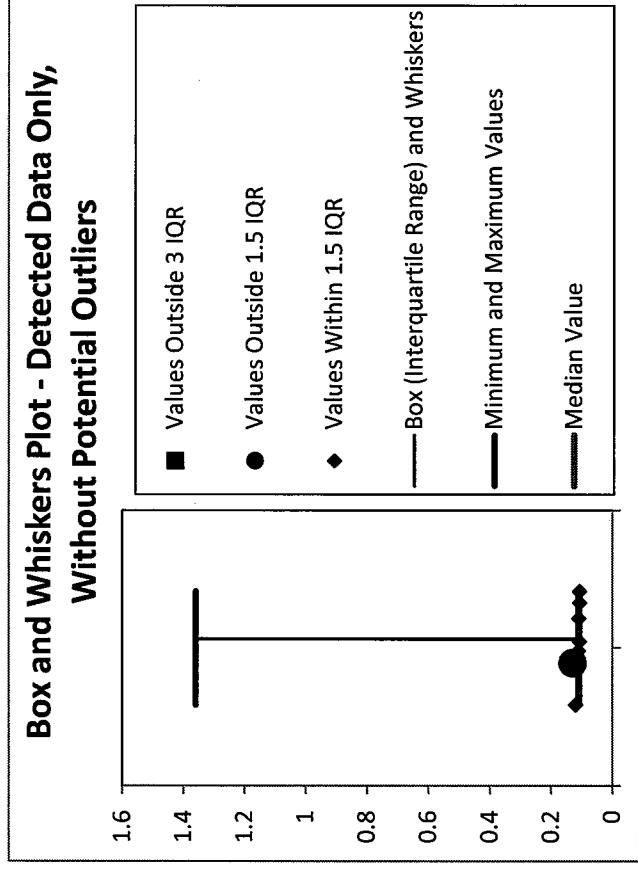 Box and Whiskers Plot - Detected Data Only,
Without Potential Outliers
1.6
1.4
1.2
1
0.8
0.6
0.4
0.2
0
Values Outside 3 IQR
Values Outside 1.5 IQR
Values Within 1.5 IQR
Box (Interquartile Range) and Whiskers
Minimum and Maximum Values
Median Value